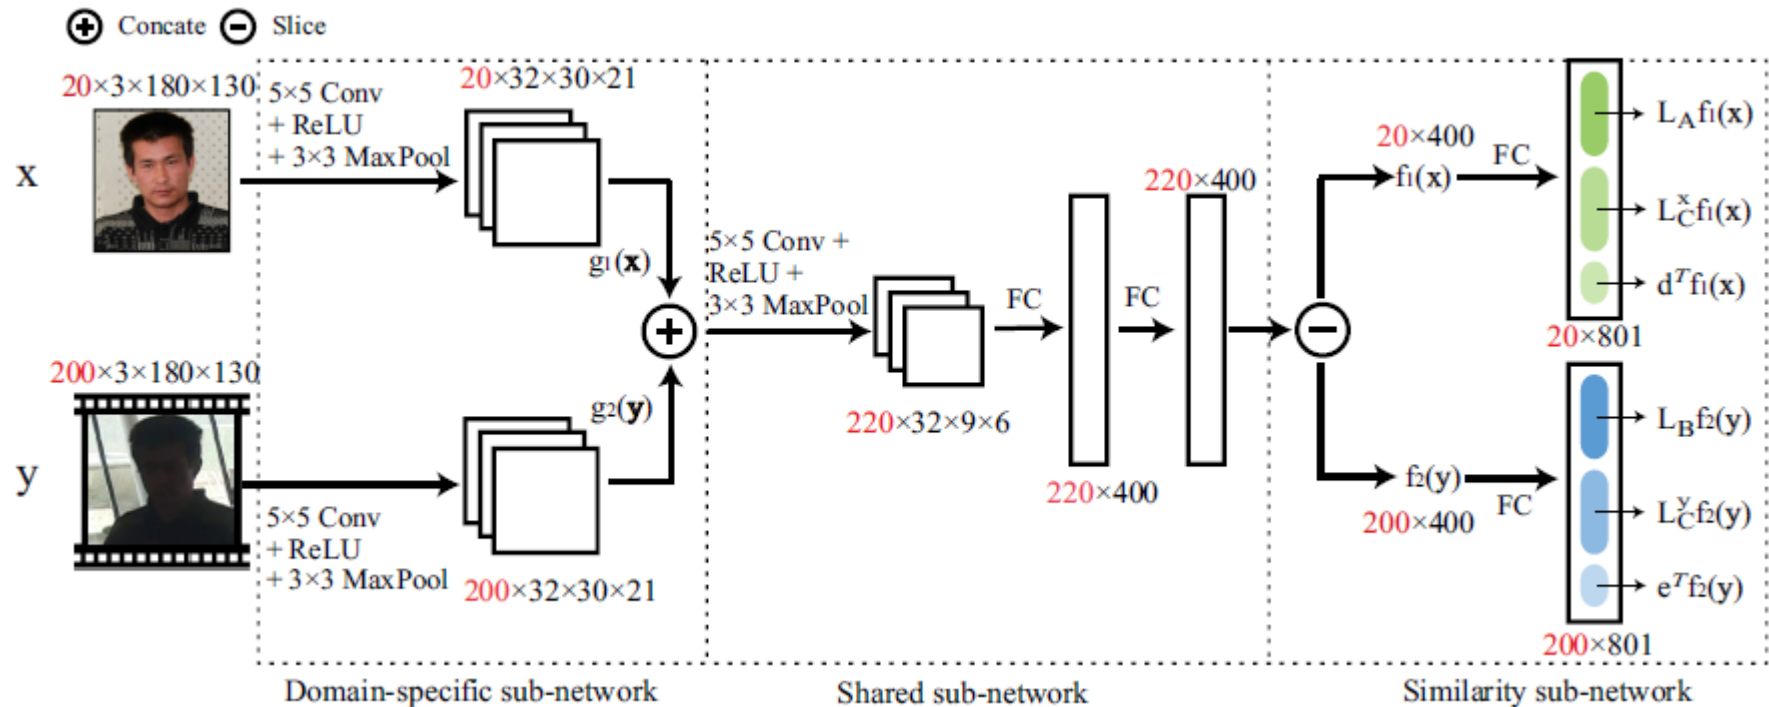 Concate Slice
20×3×180×130
x
5×5 Conv
+ ReLU
+ 3×3 MaxPool
20×32×30×21
g1(x)
200×3×180×130
y
5×5 Conv
+ ReLU
+ 3×3 MaxPool
g2(y)
200×32×30×21
Domain-specific sub-network
5×5 Conv +
ReLU +
3×3 MaxPool
220×32×9×6
FC
220×400
FC
220×400
Shared sub-network
20×400
f1(x)
FC
LAf1(x)
LxCf1(x)
dTf1(x)
20×801
f2(y)
200×400
FC
LBf2(y)
LyCf2(y)
eTf2(y)
200×801
Similarity sub-network